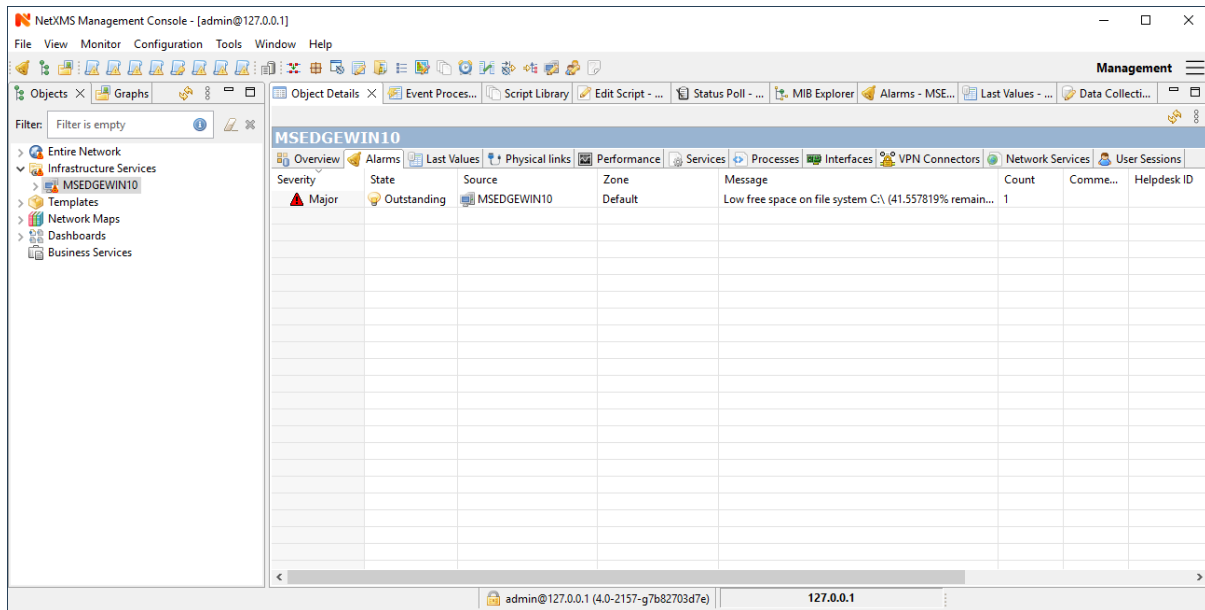 NetXMS Management Console - [admin@127.0.0.1]
File View Monitor Configuration Tools Window Help
Management
Objects Graphs
Object Details Event Proces... Script Library Edit Script - ... Status Poll - ... MIB Explorer Alarms - MSE... Last Values - ... Data Collecti...
Filter: Filter is empty
MSEDGEWIN10
Overview Alarms Last Values Physical links Performance Services Processes Interfaces VPN Connectors Network Services User Sessions
Entire Network
Infrastructure Services
MSEDGEWIN10
Templates
Network Maps
Dashboards
Business Services
Severity State Source Zone Message Count Comme... Helpdesk ID
Major Outstanding MSEDGEWIN10 Default Low free space on file system C:\ (41.557819% remain... 1
admin@127.0.0.1 (4.0-2157-g7b82703d7e) 127.0.0.1